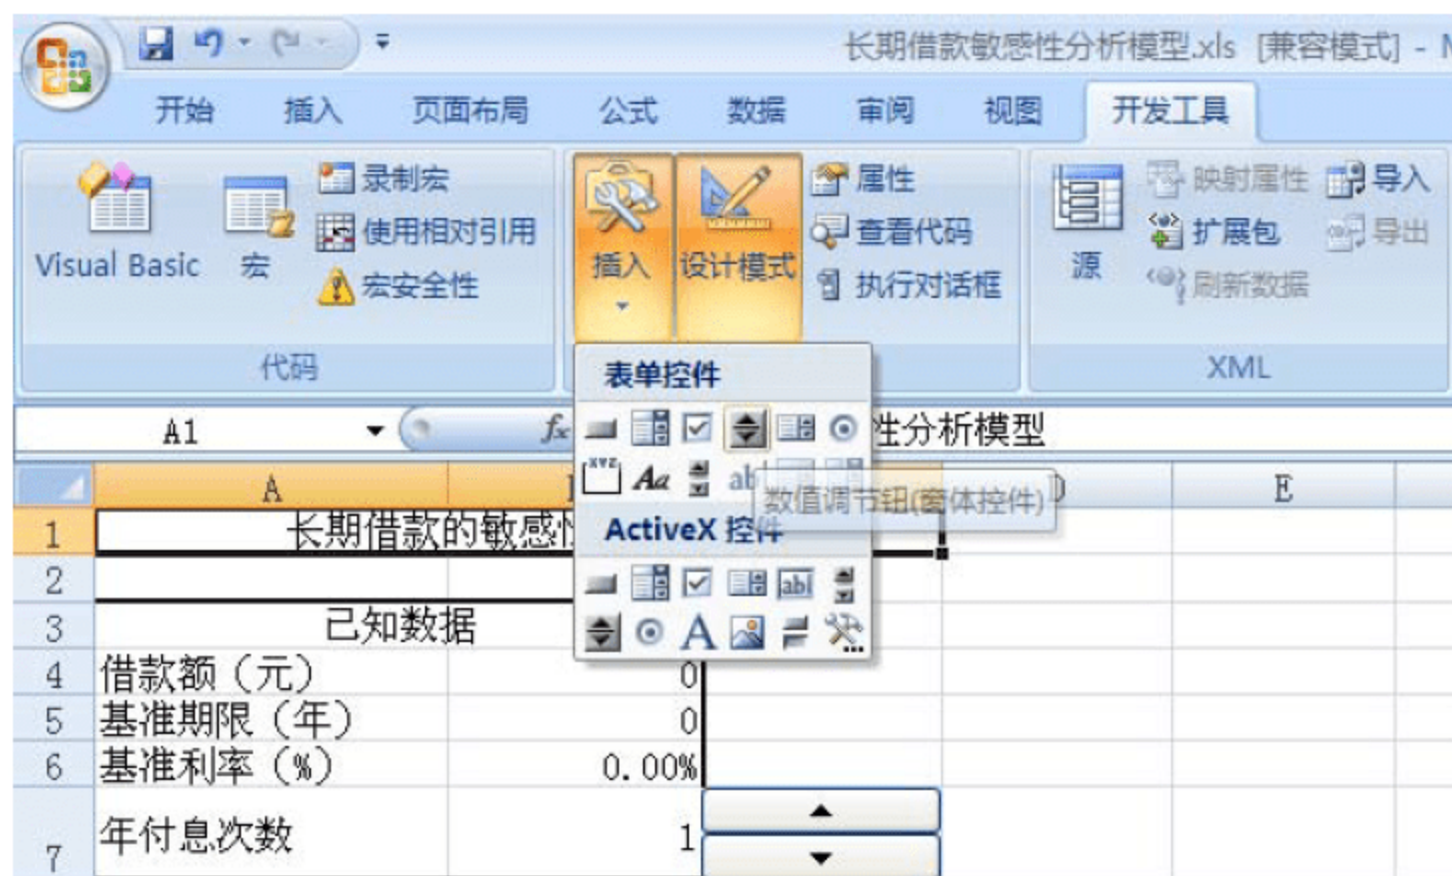 长期借款敏感性分析模型.xls [兼容模式] -
开始 插入 页面布局 公式 数据 审阅 视图 开发工具
Visual Basic
宏
录制宏
使用相对引用
宏安全性
代码
插入
设计模式
属性
查看代码
执行对话框
源
映射属性
扩展包
刷新数据
导入
导出
XML
表单控件
XYZ
Aa
ab
数值调节钮(窗体控件)
ActiveX 控件
abl
A
A1
fx
性分析模型
A D E
1 长期借款的敏感
2
3 已知数据
4 借款额（元） 0
5 基准期限（年） 0
6 基准利率（%） 0.00%
7 年付息次数 1